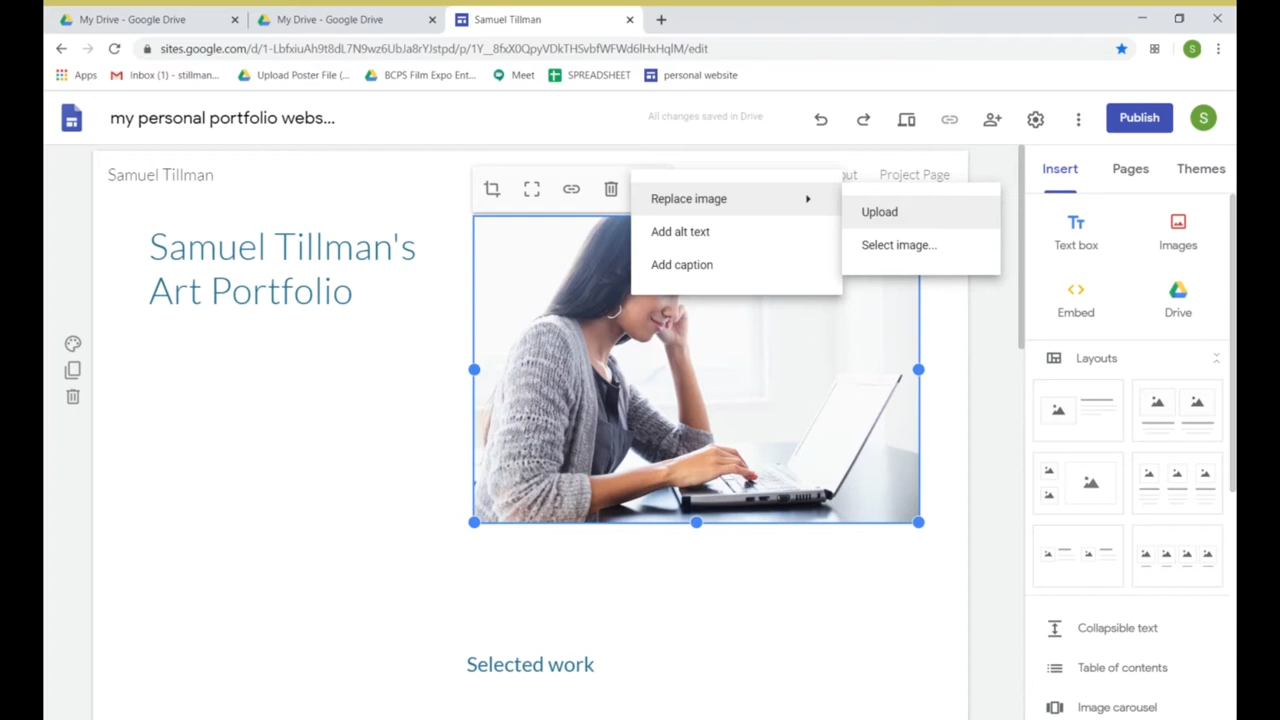 My Drive - Google Drive
My Drive - Google Drive
Samuel Tillman
sites.google.com/d/1-LbfxiuAh9t8dL7N9wz6UbJa8rYJstpd/p/1Y__8fxX0QpyVDkTHSvbfWFWd6lHxHqlM/edit
S
Apps
Inbox (1) - stillman...
Upload Poster File (...
BCPS Film Expo Ent...
Meet
SPREADSHEET
personal website
my personal portfolio webs...
All changes saved in Drive
Publish
S
Samuel Tillman
out
Project Page
Insert
Pages
Themes
Replace image
Upload
Add alt text
Select image...
Add caption
Samuel Tillman's
Art Portfolio
Tт
Text box
Images
Embed
Drive
Layouts
Selected work
Collapsible text
Table of contents
Image carousel